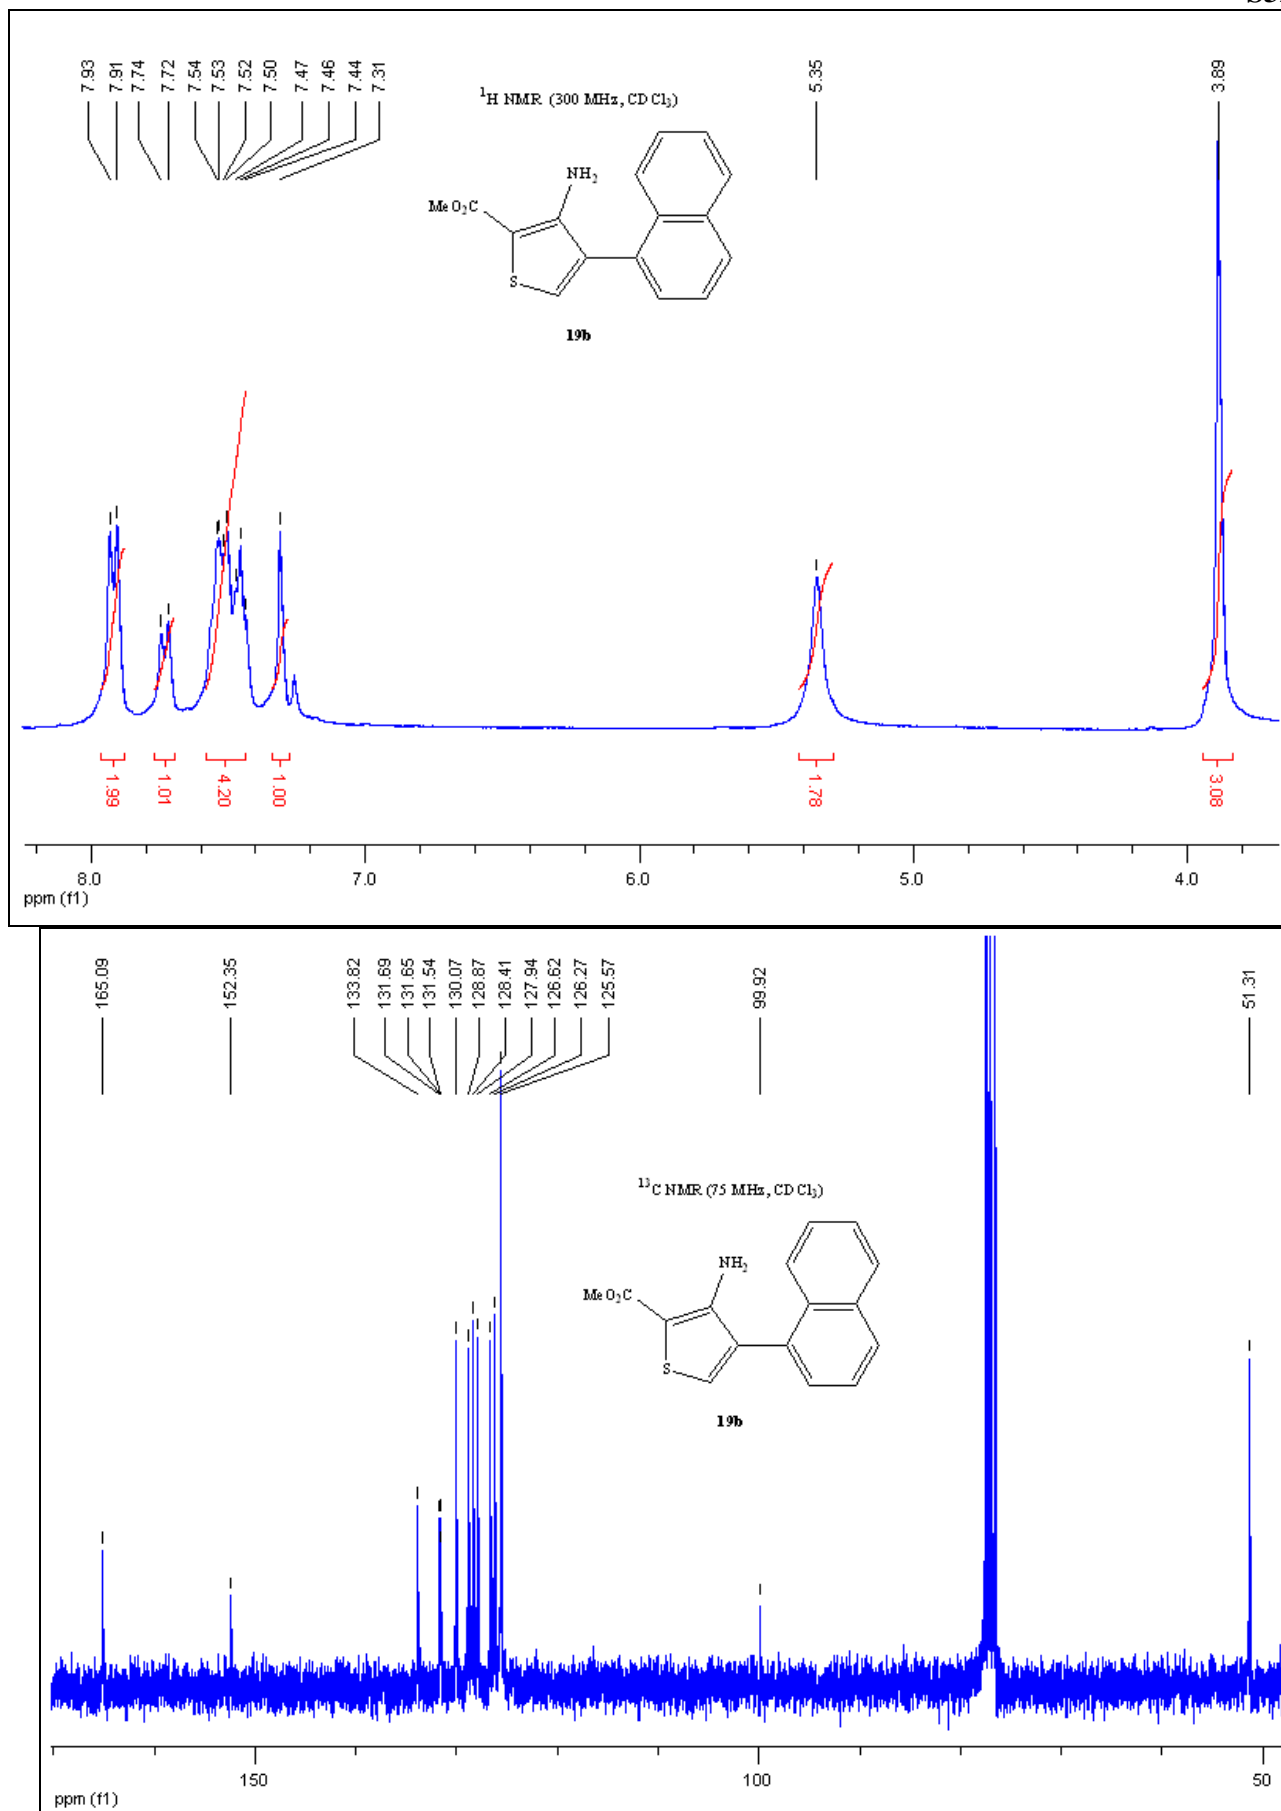 7.93
7.91
7.74
7.72
7.54
7.53
7.52
7.50
7.47
7.46
7.44
7.31
5.35
3.89
¹H NMR (300 MHz, CDCl₃)
NH₂
MeO₂C
S
19b
1.99
1.01
4.20
1.00
1.78
3.08
8.0 7.0 6.0 5.0 4.0
ppm (f1)
165.09
152.35
133.82
131.69
131.65
131.54
130.07
128.87
128.41
127.94
126.62
126.27
125.57
99.92
51.31
¹³C NMR (75 MHz, CDCl₃)
NH₂
MeO₂C
S
19b
150 100 50
ppm (f1)